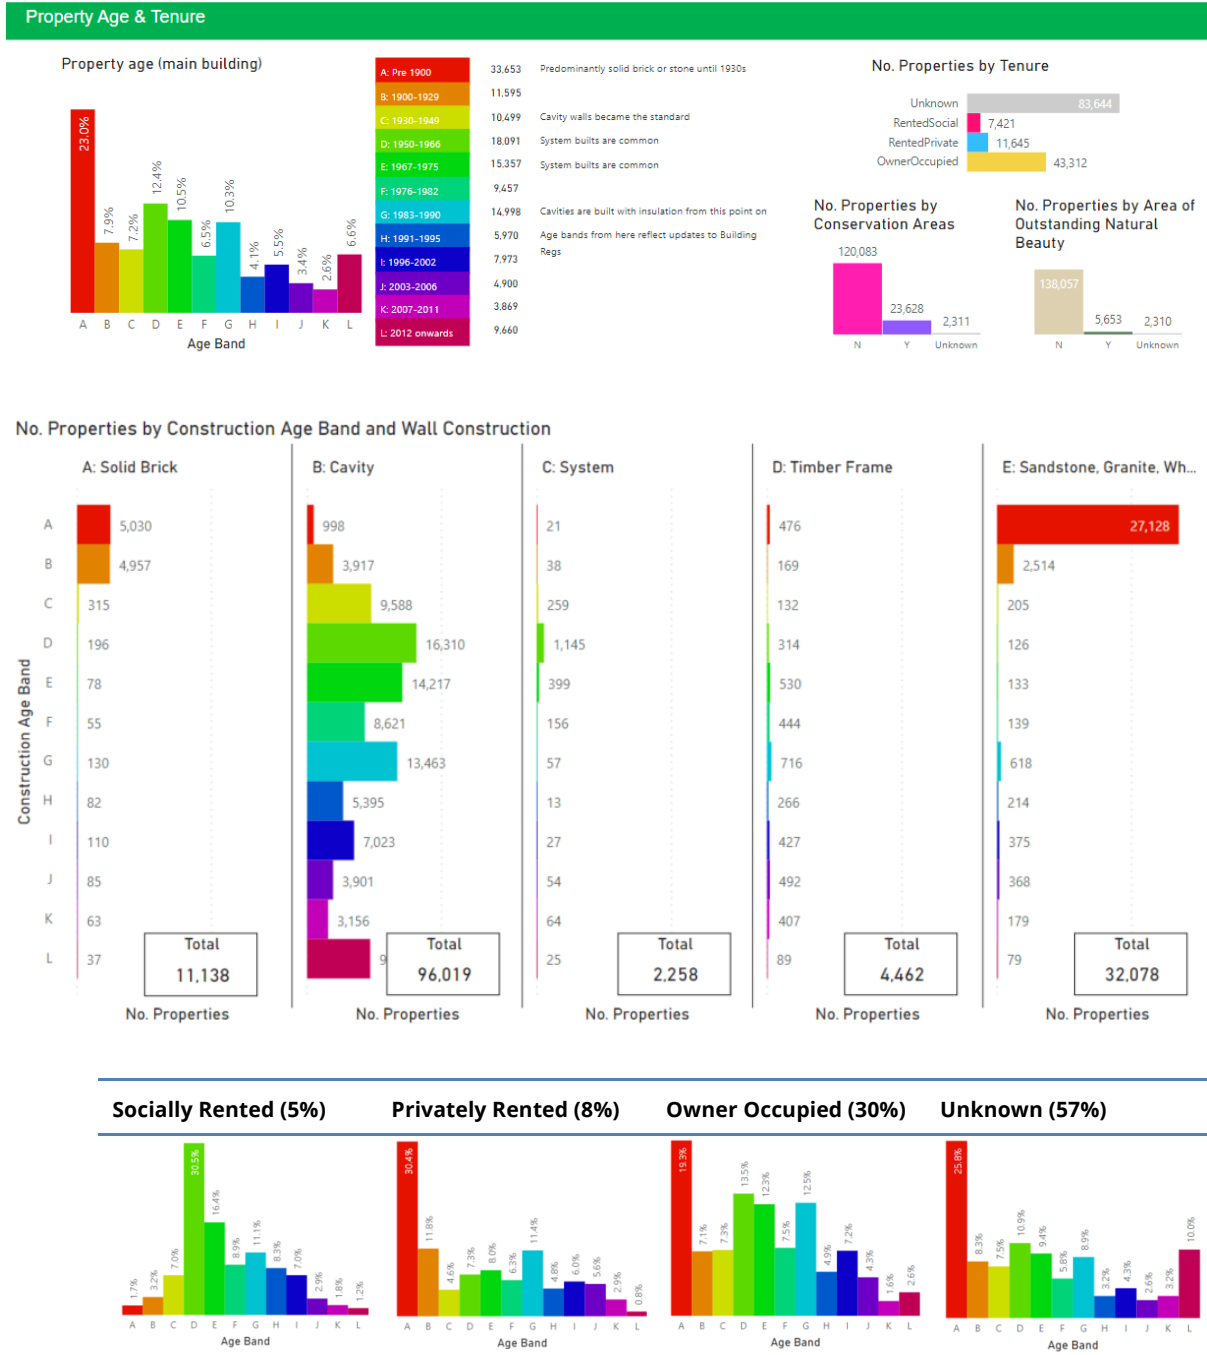 Property Age & Tenure
Property age (main building)
23.0%
7.9%
7.2%
12.4%
10.5%
6.5%
10.3%
4.1%
5.5%
3.4%
2.6%
6.6%
A B C D E F G H I J K L
Age Band
A: Pre 1900 33,653 Predominantly solid brick or stone until 1930s
B: 1900-1929 11,595
C: 1930-1949 10,499 Cavity walls became the standard
D: 1950-1966 18,091 System builts are common
E: 1967-1975 15,357 System builts are common
F: 1976-1982 9,457
G: 1983-1990 14,998 Cavities are built with insulation from this point on
H: 1991-1995 5,970 Age bands from here reflect updates to Building
Regs
I: 1996-2002 7,973
J: 2003-2006 4,900
K: 2007-2011 3,869
L: 2012 onwards 9,660
No. Properties by Tenure
Unknown 83,644
RentedSocial 7,421
RentedPrivate 11,645
OwnerOccupied 43,312
No. Properties by
Conservation Areas
120,083
23,628
2,311
N Y Unknown
No. Properties by Area of
Outstanding Natural
Beauty
138,057
5,653
2,310
N Y Unknown
No. Properties by Construction Age Band and Wall Construction
A: Solid Brick B: Cavity C: System D: Timber Frame E: Sandstone, Granite, Wh...
Construction Age Band
A 5,030 998 21 476 27,128
B 4,957 3,917 38 169 2,514
C 315 9,588 259 132 205
D 196 16,310 1,145 314 126
E 78 14,217 399 530 133
F 55 8,621 156 444 139
G 130 13,463 57 716 618
H 82 5,395 13 266 214
I 110 7,023 27 427 375
J 85 3,901 54 492 368
K 63 3,156 64 407 179
L 37 9 25 89 79
Total Total Total Total Total
11,138 96,019 2,258 4,462 32,078
No. Properties No. Properties No. Properties No. Properties No. Properties
Socially Rented (5%) Privately Rented (8%) Owner Occupied (30%) Unknown (57%)
1.7% 3.2% 7.0% 30.5% 16.4% 8.9% 11.1% 8.3% 7.0% 2.9% 1.8% 1.2%
A B C D E F G H I J K L
Age Band
30.4% 11.8% 4.6% 7.3% 8.0% 6.3% 11.4% 4.8% 6.0% 5.6% 2.9% 0.8%
A B C D E F G H I J K L
Age Band
19.3% 7.1% 7.3% 13.5% 12.3% 7.5% 12.5% 4.9% 7.2% 4.3% 1.6% 2.6%
A B C D E F G H I J K L
Age Band
25.8% 8.3% 7.5% 10.9% 9.4% 5.8% 8.9% 3.2% 4.3% 2.6% 3.2% 10.0%
A B C D E F G H I J K L
Age Band